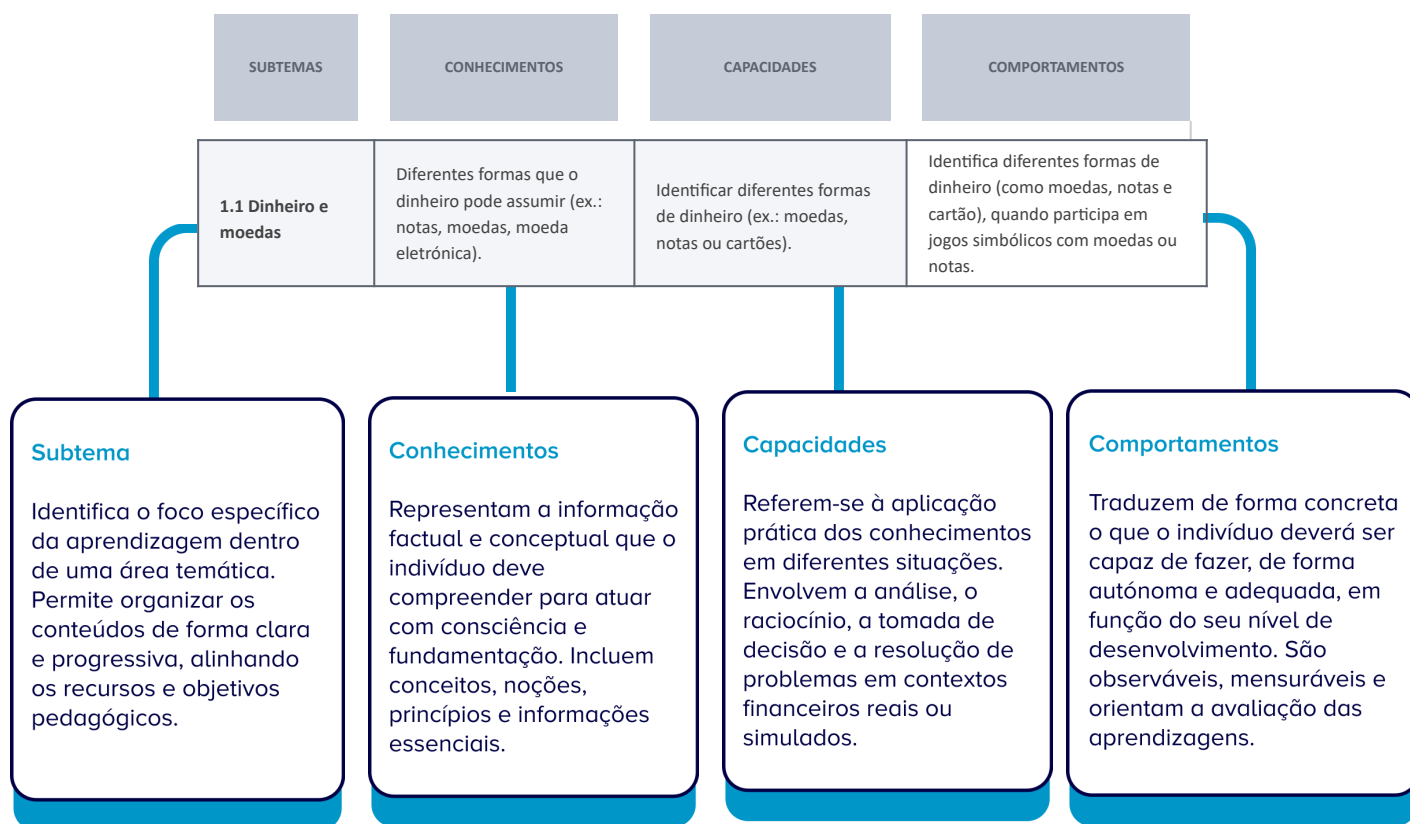 SUBTEMAS
CONHECIMENTOS
CAPACIDADES
COMPORTAMENTOS
1.1 Dinheiro e
moedas
Diferentes formas que o
dinheiro pode assumir (ex.:
notas, moedas, moeda
eletrónica).
Identificar diferentes formas
de dinheiro (ex.: moedas,
notas ou cartões).
Identifica diferentes formas de
dinheiro (como moedas, notas e
cartão), quando participa em
jogos simbólicos com moedas ou
notas.
Subtema
Identifica o foco específico
da aprendizagem dentro
de uma área temática.
Permite organizar os
conteúdos de forma clara
e progressiva, alinhando
os recursos e objetivos
pedagógicos.
Conhecimentos
Representam a informação
factual e conceptual que o
indivíduo deve
compreender para atuar
com consciência e
fundamentação. Incluem
conceitos, noções,
princípios e informações
essenciais.
Capacidades
Referem-se à aplicação
prática dos conhecimentos
em diferentes situações.
Envolvem a análise, o
raciocínio, a tomada de
decisão e a resolução de
problemas em contextos
financeiros reais ou
simulados.
Comportamentos
Traduzem de forma concreta
o que o indivíduo deverá ser
capaz de fazer, de forma
autónoma e adequada, em
função do seu nível de
desenvolvimento. São
observáveis, mensuráveis e
orientam a avaliação das
aprendizagens.